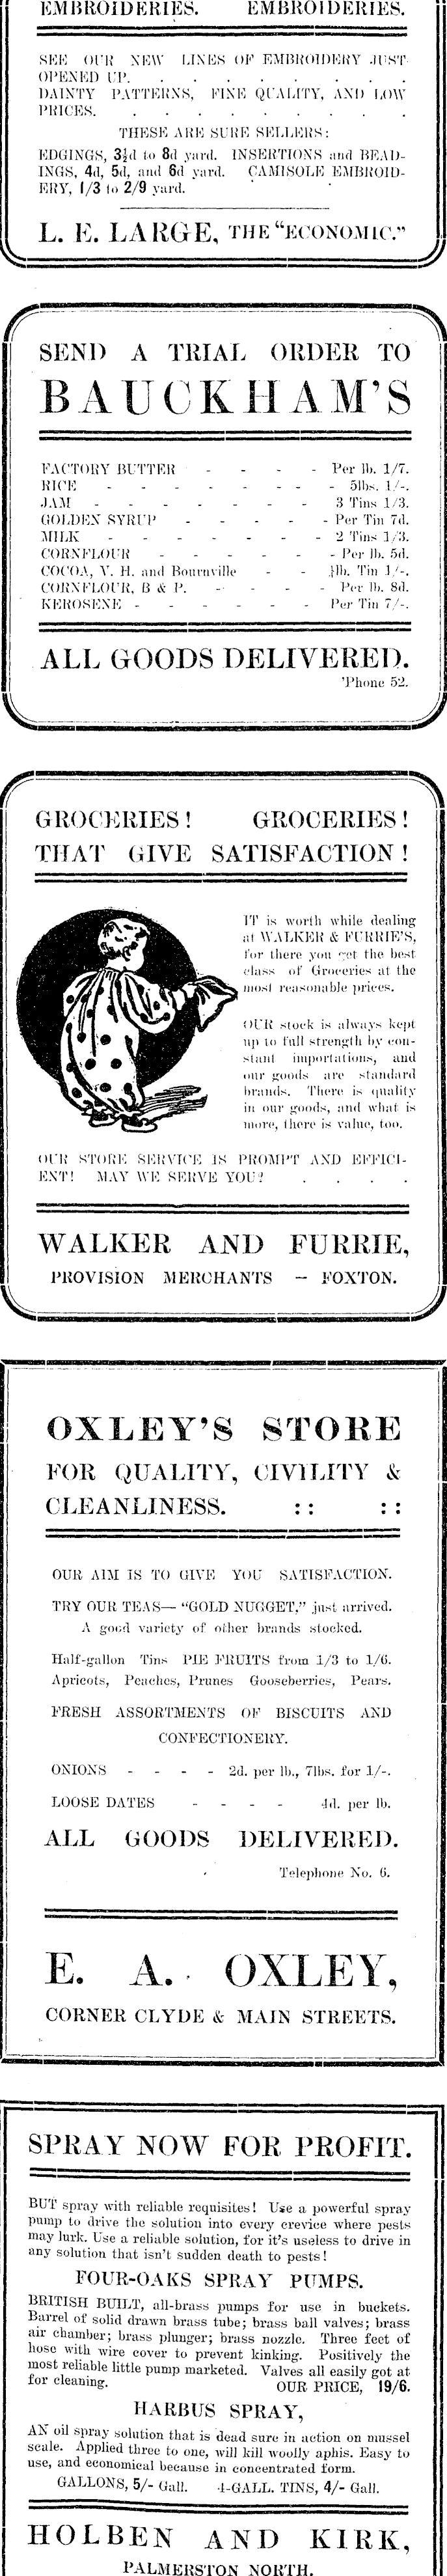 EMBROIDERIES. EMBROIDERIES.
SEE OUR NEW LINES OF EMBROIDERY JUST
OPENED UP. . . . . . . .
DAINTY PATTERNS, FINE QUALITY, AND LOW
PRICES. . . . . . . . .
THESE ARE SURE SELLERS:
EDGINGS, 3½d to 8d yard. INSERTIONS and BEAD-
INGS, 4d, 5d, and 6d yard. CAMISOLE EMBROID-
ERY, 1/3 to 2/9 yard.
L. E. LARGE, THE "ECONOMIC."
SEND A TRIAL ORDER TO
BAUCKHAM'S
FACTORY BUTTER - - - - Per lb. 1/7.
RICE - - - - - - - 5lbs. 1/-.
JAM - - - - - - 3 Tins 1/3.
GOLDEN SYRUP - - - - - Per Tin 7d.
MILK - - - - - - 2 Tins 1/3.
CORNFLOUR - - - - - - Per lb. 5d.
COCOA, V. H. and Bournville - - ½lb. Tin 1/-.
CORNFLOUR, B & P. - - - - Per lb. 8d.
KEROSENE - - - - - - Per Tin 7/-.
ALL GOODS DELIVERED.
'Phone 52.
GROCERIES! GROCERIES!
THAT GIVE SATISFACTION!
IT is worth while dealing
at WALKER & FURRIE'S,
for there you get the best
class of Groceries at the
most reasonable prices.
OUR stock is always kept
up to full strength by con-
stant importations, and
our goods are standard
brands. There is quality
in our goods, and what is
more, there is value, too.
OUR STORE SERVICE IS PROMPT AND EFFICI-
ENT! MAY WE SERVE YOU? . . . .
WALKER AND FURRIE,
PROVISION MERCHANTS — FOXTON.
OXLEY'S STORE
FOR QUALITY, CIVILITY &
CLEANLINESS. :: ::
OUR AIM IS TO GIVE YOU SATISFACTION.
TRY OUR TEAS— "GOLD NUGGET," just arrived.
A good variety of other brands stocked.
Half-gallon Tins PIE FRUITS from 1/3 to 1/6.
Apricots, Peaches, Prunes Gooseberries, Pears.
FRESH ASSORTMENTS OF BISCUITS AND
CONFECTIONERY.
ONIONS - - - - 2d. per lb., 7lbs. for 1/-.
LOOSE DATES - - - - 4d. per lb.
ALL GOODS DELIVERED.
Telephone No. 6.
E. A. OXLEY,
CORNER CLYDE & MAIN STREETS.
SPRAY NOW FOR PROFIT.
BUT spray with reliable requisites! Use a powerful spray
pump to drive the solution into every crevice where pests
may lurk. Use a reliable solution, for it's useless to drive in
any solution that isn't sudden death to pests!
FOUR-OAKS SPRAY PUMPS.
BRITISH BUILT, all-brass pumps for use in buckets.
Barrel of solid drawn brass tube; brass ball valves; brass
air chamber; brass plunger; brass nozzle. Three feet of
hose with wire cover to prevent kinking. Positively the
most reliable little pump marketed. Valves all easily got at
for cleaning. OUR PRICE, 19/6.
HARBUS SPRAY,
AN oil spray solution that is dead sure in action on mussel
scale. Applied three to one, will kill woolly aphis. Easy to
use, and economical because in concentrated form.
GALLONS, 5/- Gall. 4-GALL. TINS, 4/- Gall.
HOLBEN AND KIRK,
PALMERSTON NORTH.